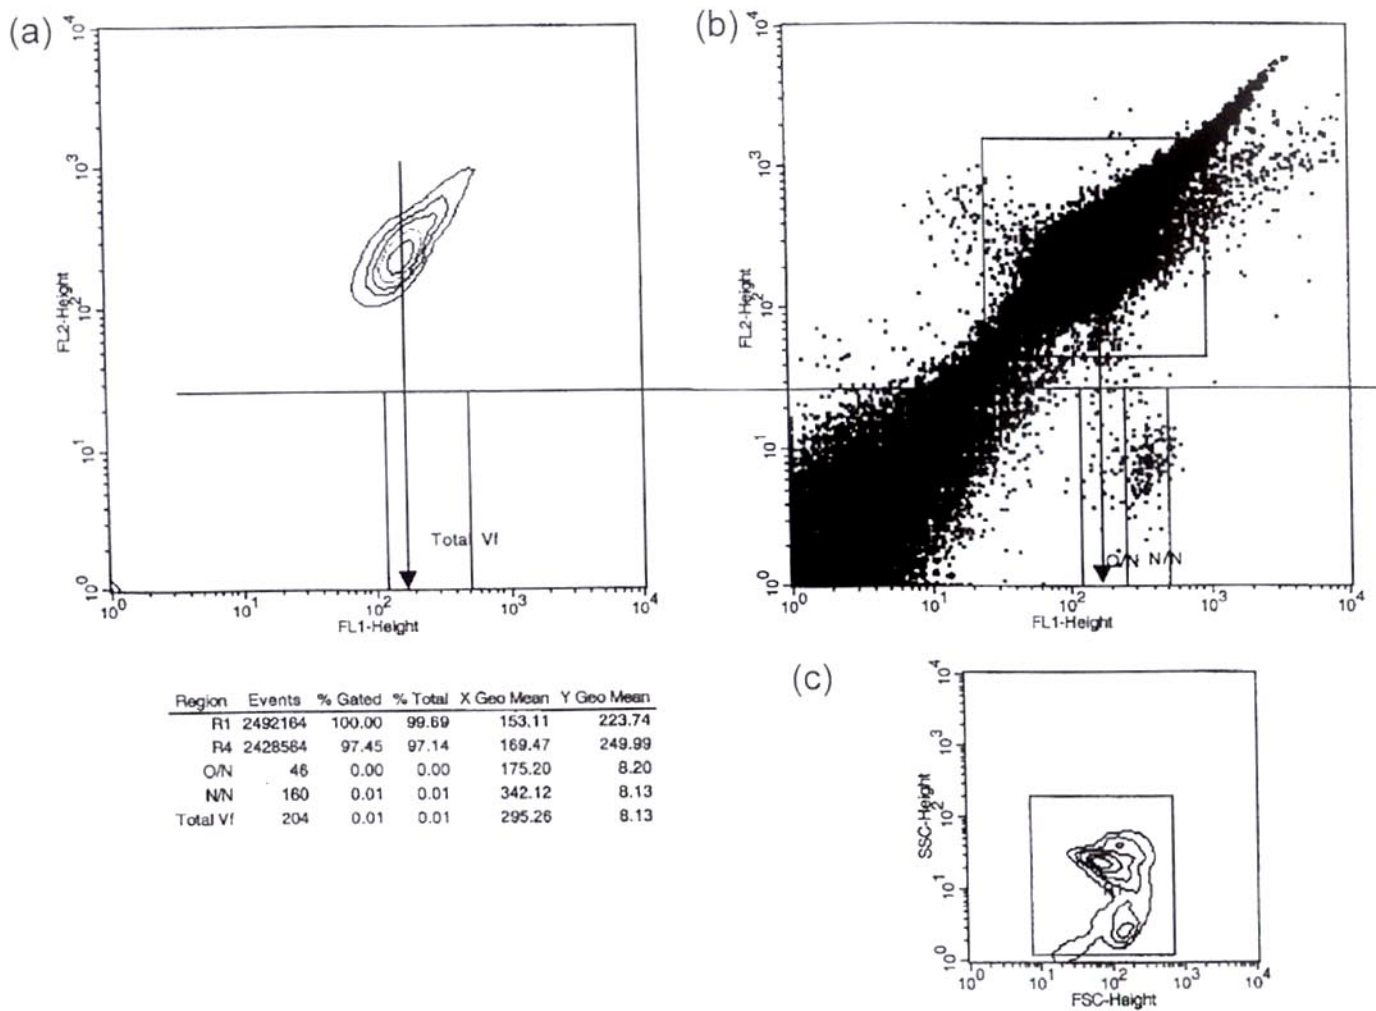 (a)
10^4
10^3
10^2
10^1
10^0
FL2-Height
Total Vf
10^0 10^1 10^2 10^3 10^4
FL1-Height
(b)
10^4
10^3
10^2
10^1
10^0
FL2-Height
O/N N/N
10^0 10^1 10^2 10^3 10^4
FL1-Height
Region Events % Gated % Total X Geo Mean Y Geo Mean
R1 2492164 100.00 99.69 153.11 223.74
R4 2428564 97.45 97.14 169.47 249.99
O/N 46 0.00 0.00 175.20 8.20
N/N 160 0.01 0.01 342.12 8.13
Total Vf 204 0.01 0.01 295.26 8.13
(c)
10^4
10^3
10^2
10^1
10^0
SSC-Height
10^0 10^1 10^2 10^3 10^4
FSC-Height